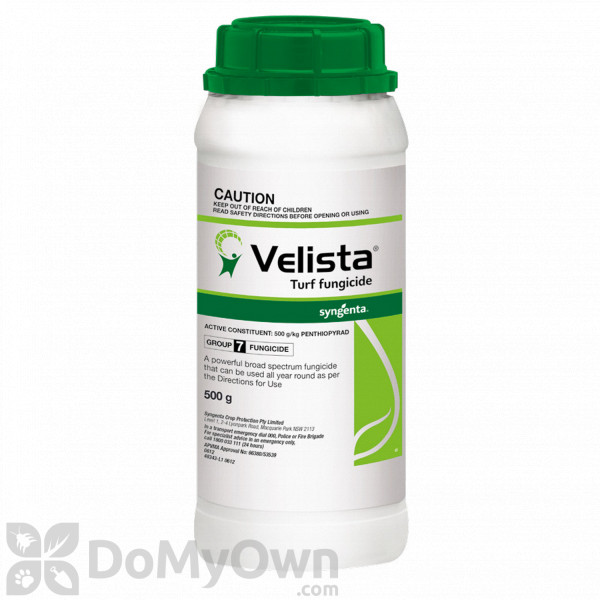 CAUTION
KEEP OUT OF REACH OF CHILDREN
READ SAFETY DIRECTIONS BEFORE OPENING OR USING
Velista®
Turf fungicide
syngenta
ACTIVE CONSTITUENT: 500 g/kg PENTHIOPYRAD
GROUP 7 FUNGICIDE
A powerful broad spectrum fungicide
that can be used all year round as per
the Directions for Use
500 g
Syngenta Crop Protection Pty Limited
Level 1, 2-4 Lyonpark Road, Macquarie Park NSW 2113
In a transport emergency dial 000, Police or Fire Brigade
For specialist advice in an emergency only,
call 1800 033 111 (24 hours)
APVMA Approval No:
DoMyOwn
.com